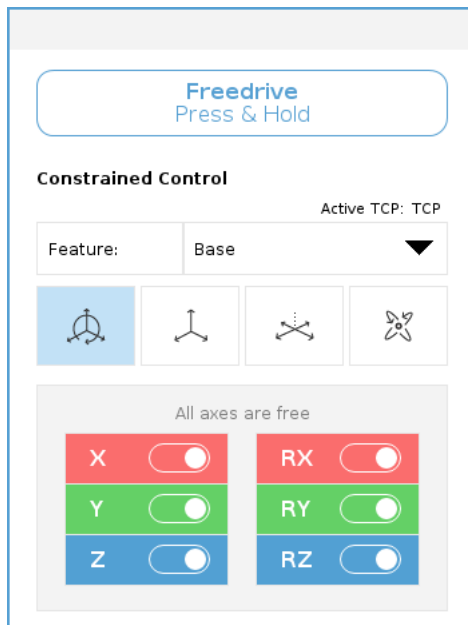 Freedrive
Press & Hold
Constrained Control
Active TCP: TCP
Feature: Base
All axes are free
X RX
Y RY
Z RZ